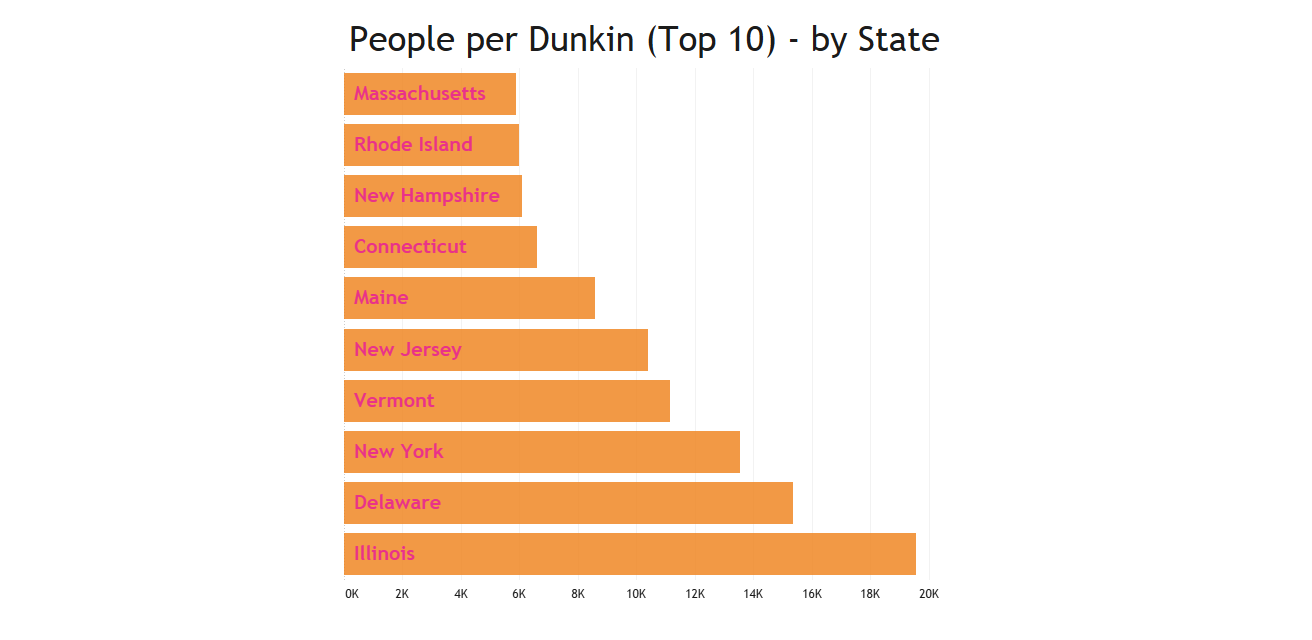 People per Dunkin (Top 10) - by State
Massachusetts
Rhode Island
New Hampshire
Connecticut
Maine
New Jersey
Vermont
New York
Delaware
Illinois
0K 2K 4K 6K 8K 10K 12K 14K 16K 18K 20K